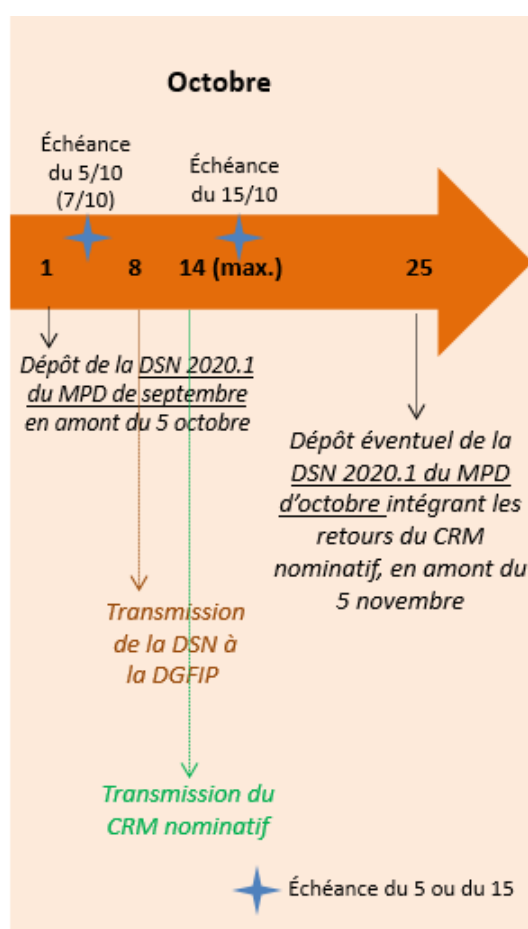 Octobre
Échéance
du 5/10
(7/10)
Échéance
du 15/10
1
8
14 (max.)
25
Dépôt de la DSN 2020.1
du MPD de septembre
en amont du 5 octobre
Dépôt éventuel de la
DSN 2020.1 du MPD
d’octobre intégrant les
retours du CRM
nominatif, en amont du
5 novembre
Transmission
de la DSN à
la DGFIP
Transmission du
CRM nominatif
Échéance du 5 ou du 15